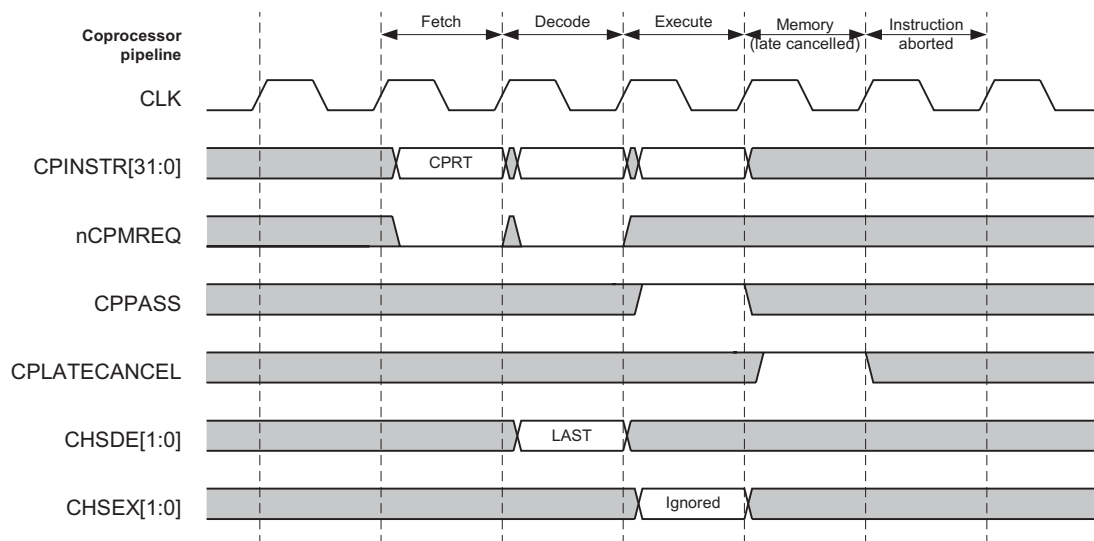 Fetch Decode Execute Memory Instruction
Coprocessor (late cancelled) aborted
pipeline
CLK
CPINSTR[31:0] CPRT
nCPMREQ
CPPASS
CPLATECANCEL
CHSDE[1:0] LAST
CHSEX[1:0] Ignored